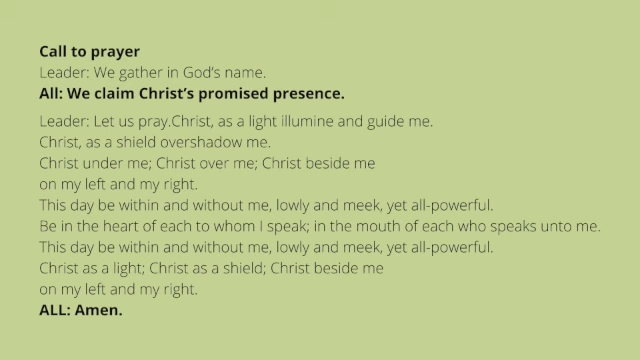 Call to prayer
Leader: We gather in God's name.
All: We claim Christ's promised presence.
Leader: Let us pray.Christ, as a light illumine and guide me.
Christ, as a shield overshadow me.
Christ under me; Christ over me; Christ beside me
on my left and my right.
This day be within and without me, lowly and meek, yet all-powerful.
Be in the heart of each to whom I speak; in the mouth of each who speaks unto me.
This day be within and without me, lowly and meek, yet all-powerful.
Christ as a light; Christ as a shield; Christ beside me
on my left and my right.
ALL: Amen.